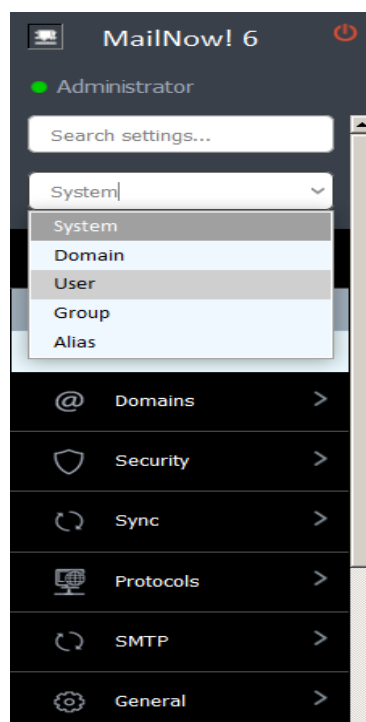 MailNow! 6
Administrator
Search settings...
System
System
Domain
User
Group
Alias
@ Domains
Security
Sync
Protocols
SMTP
General